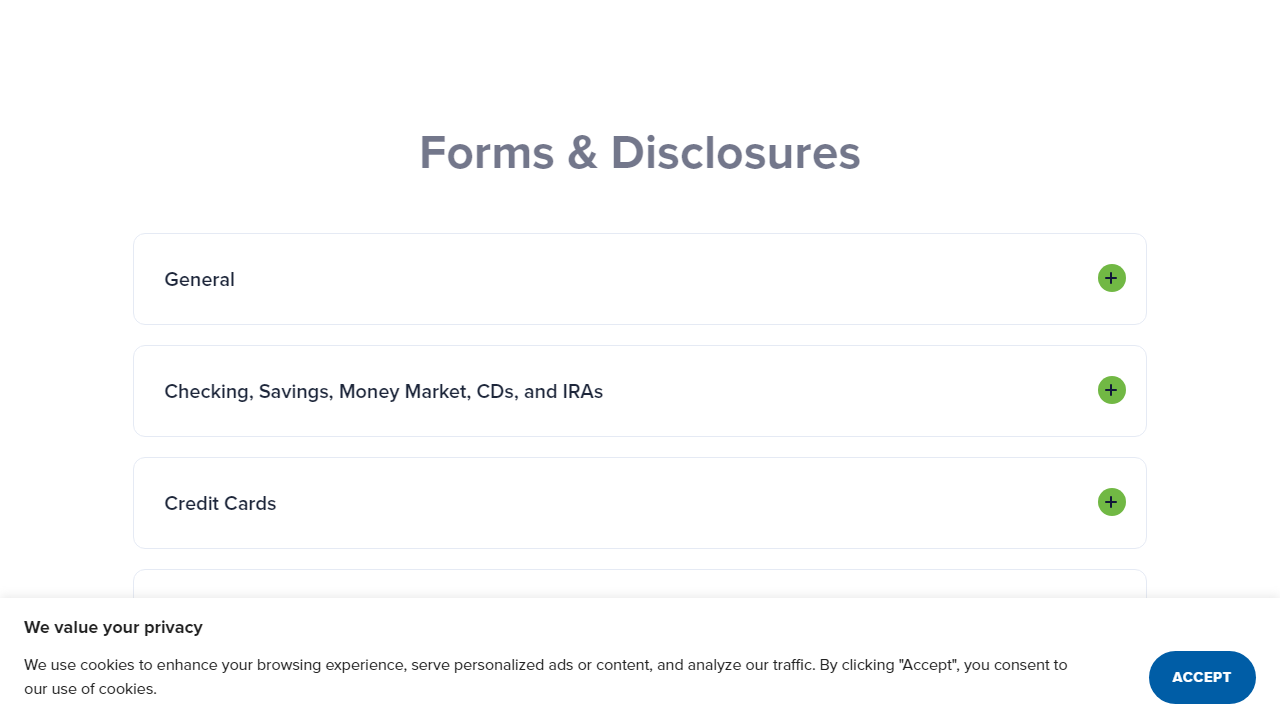 Forms & Disclosures
General
Checking, Savings, Money Market, CDs, and IRAs
Credit Cards
We value your privacy
We use cookies to enhance your browsing experience, serve personalized ads or content, and analyze our traffic. By clicking "Accept", you consent to
our use of cookies.
ACCEPT